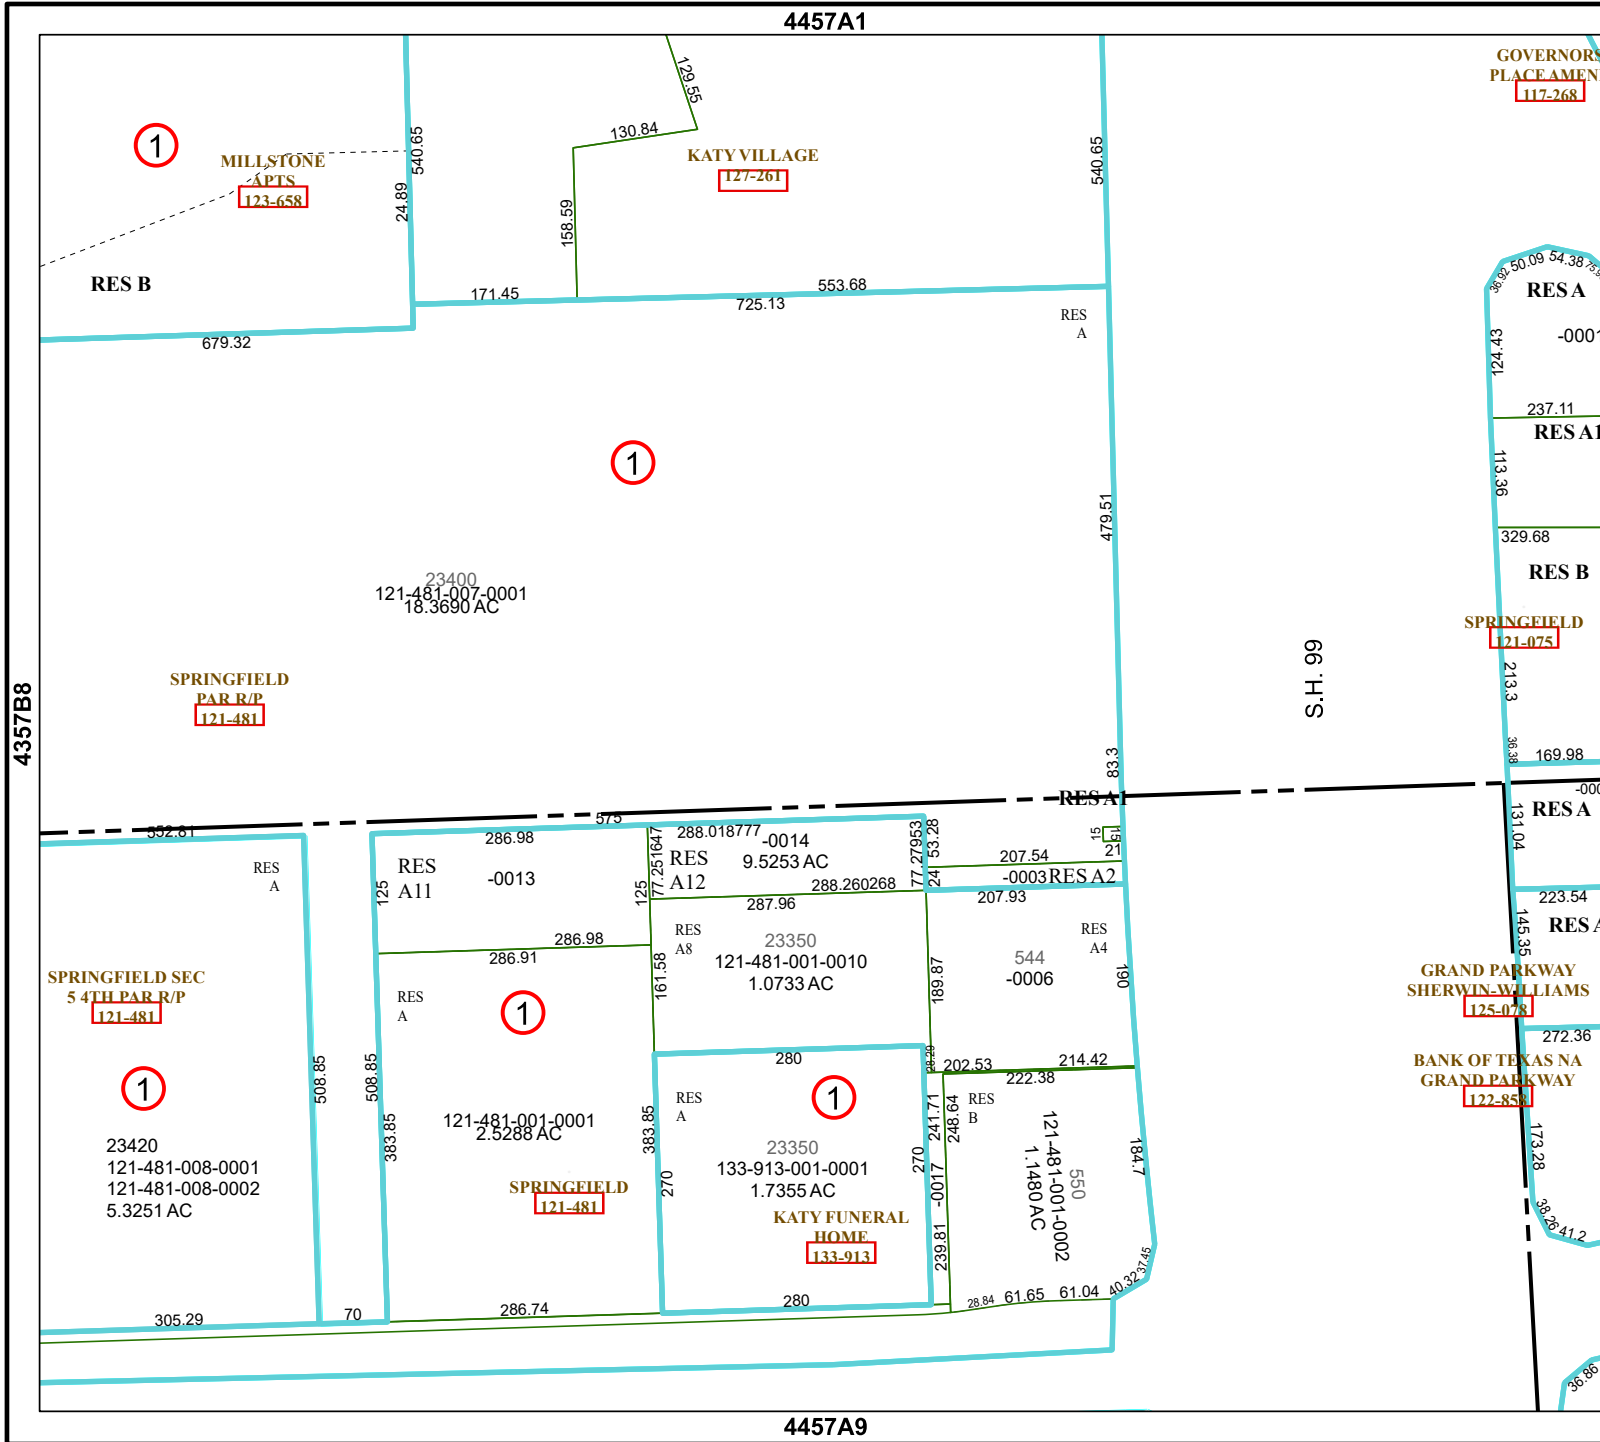 4457A1
GOVERNORS
PLACE AMEN
117-268
129.55
130.84
540.65
24.89
540.65
1
MILLSTONE
APTS
123-658
KATY VILLAGE
127-261
158.59
RES B
171.45
553.68
725.13
679.32
RES
A
36.92
50.09
54.38
RES A
-0001
124.43
237.11
RES A1
113.36
1
479.51
329.68
RES B
23400
121-481-007-0001
18.3690 AC
SPRINGFIELD
121-075
S.H. 99
213.3
SPRINGFIELD
PAR R/P
121-481
4357B8
83.3
36.38
169.98
RES A1
RES A
131.04
552.81
575
286.98
288.018777
-0014
9.5253 AC
77.251647
77.27953
53.28
15
15
21
RES
A
RES
A11
-0013
125
125
RES
A12
207.54
24
-0003
RES A2
288.260268
287.96
207.93
223.54
145.35
RES A
286.98
286.91
RES
A8
23350
121-481-001-0010
1.0733 AC
161.58
189.87
544
-0006
RES
A4
160
SPRINGFIELD SEC
5 4TH PAR R/P
121-481
RES
A
1
GRAND PARKWAY
SHERWIN-WILLIAMS
125-078
272.36
280
28.29
202.53
214.42
222.38
BANK OF TEXAS NA
GRAND PARKWAY
122-858
1
508.85
508.85
383.85
383.85
RES
A
1
241.71
248.64
RES
B
121-481-001-0001
2.5288 AC
23350
133-913-001-0001
1.7355 AC
270
270
-0017
550
121-481-001-0002
1.1480 AC
184.7
173.28
23420
121-481-008-0001
121-481-008-0002
5.3251 AC
SPRINGFIELD
121-481
KATY FUNERAL
HOME
133-913
239.81
38.26
41.2
37.45
40.32
305.29
70
286.74
280
28.84
61.65
61.04
36.86
4457A9